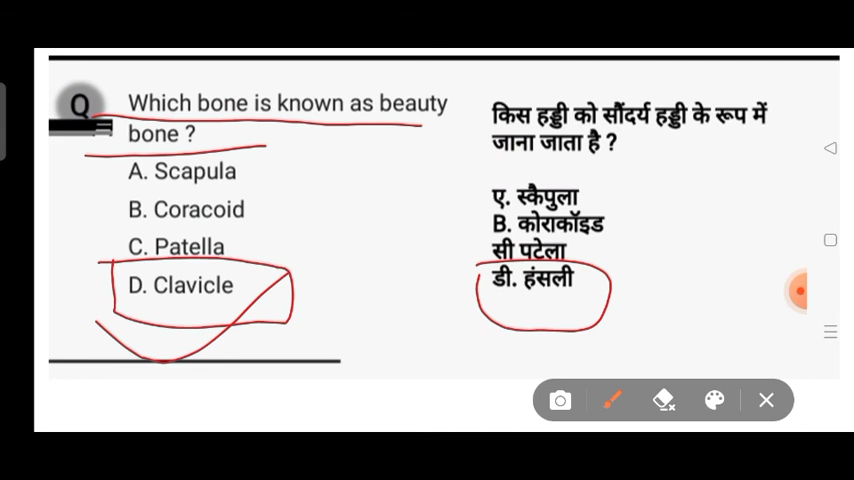 Q
Which bone is known as beauty
bone ?
A. Scapula
B. Coracoid
C. Patella
D. Clavicle
किस हड्डी को सौंदर्य हड्डी के रूप में
जाना जाता है ?
ए. स्कैपुला
B. कोराकॉइड
सी पटेला
डी. हंसली